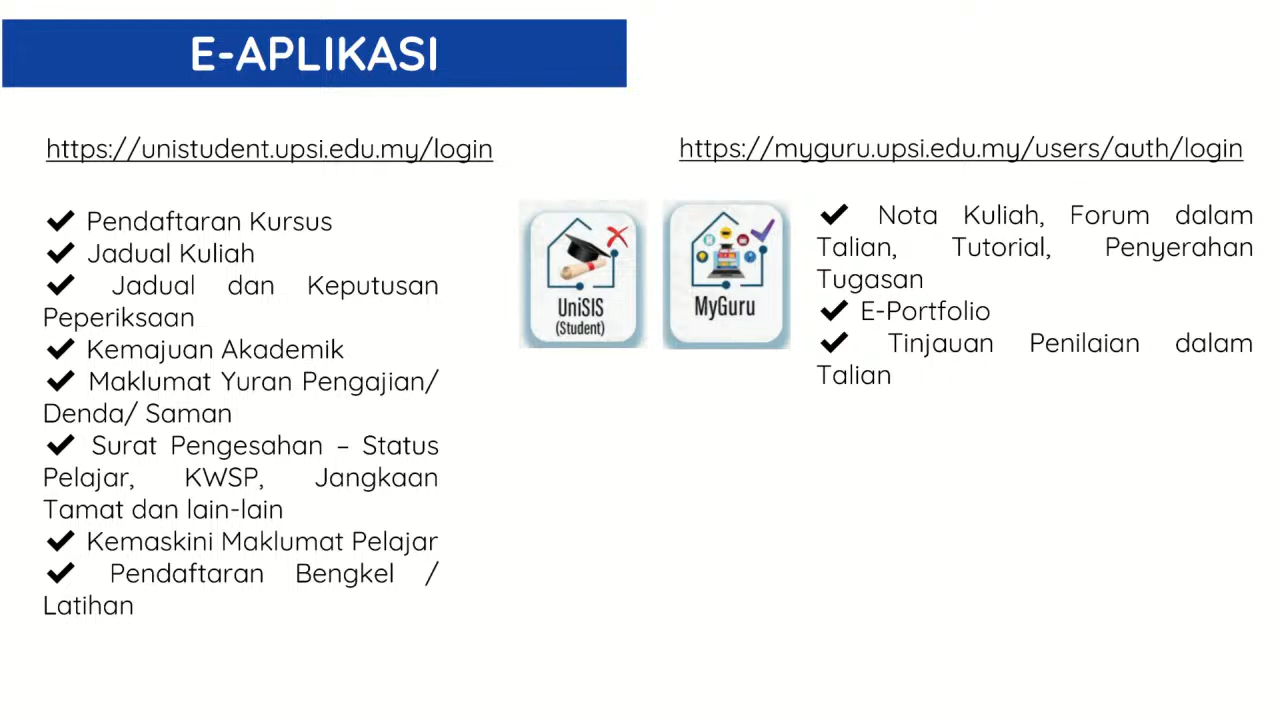 E-APLIKASI
https://unistudent.upsi.edu.my/login
✔ Pendaftaran Kursus
✔ Jadual Kuliah
✔ Jadual dan Keputusan
Peperiksaan
✔ Kemajuan Akademik
✔ Maklumat Yuran Pengajian/
Denda/ Saman
✔ Surat Pengesahan – Status
Pelajar, KWSP, Jangkaan
Tamat dan lain-lain
✔ Kemaskini Maklumat Pelajar
✔ Pendaftaran Bengkel /
Latihan
UniSIS
(Student)
MyGuru
https://myguru.upsi.edu.my/users/auth/login
✔ Nota Kuliah, Forum dalam
Talian, Tutorial, Penyerahan
Tugasan
✔ E-Portfolio
✔ Tinjauan Penilaian dalam
Talian